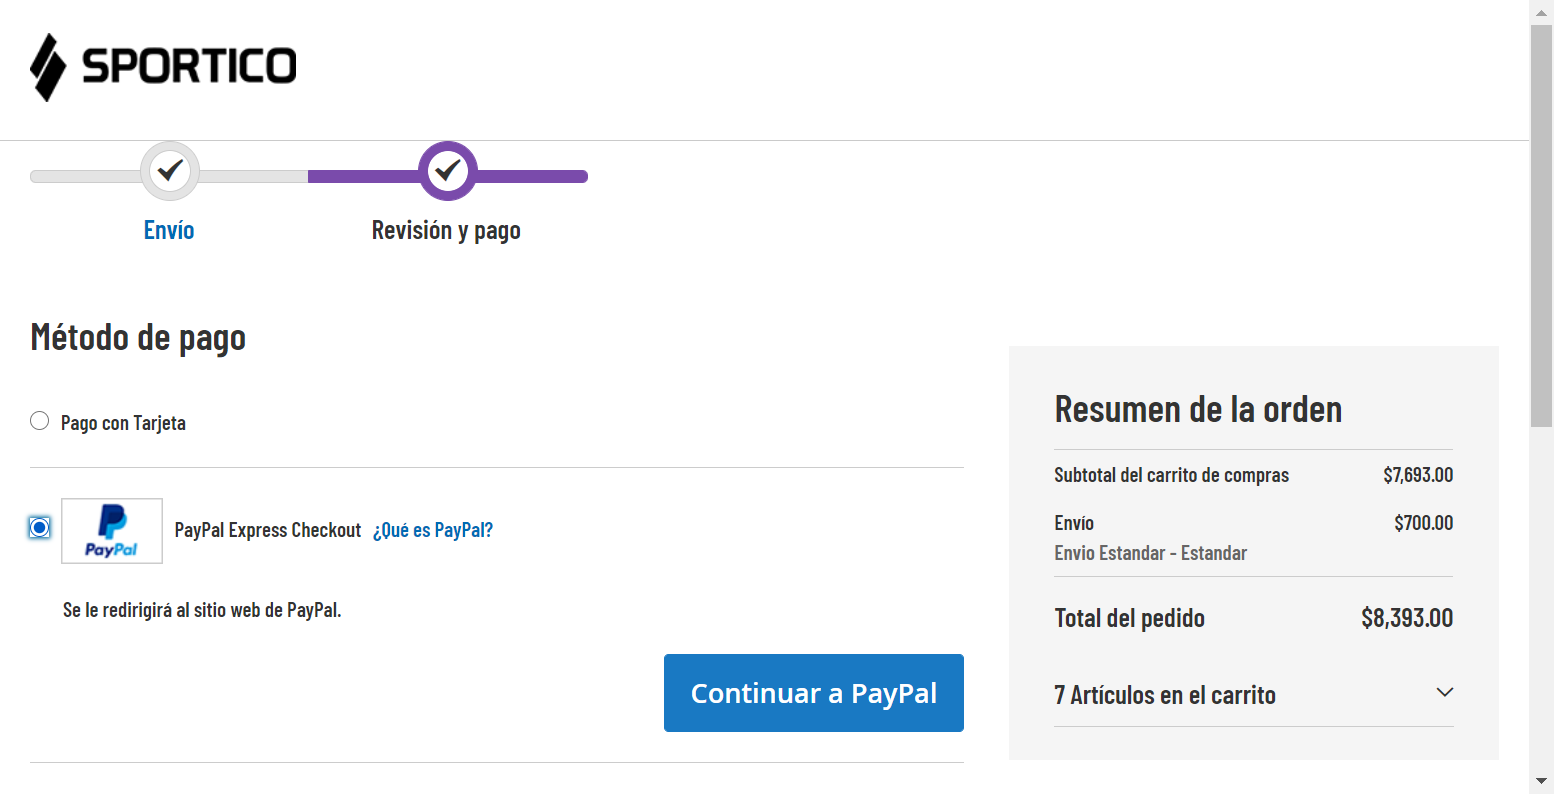 SPORTICO
Envío
Revisión y pago
Método de pago
Pago con Tarjeta
PayPal
PayPal Express Checkout ¿Qué es PayPal?
Se le redirigirá al sitio web de PayPal.
Continuar a PayPal
Resumen de la orden
Subtotal del carrito de compras $7,693.00
Envío $700.00
Envio Estandar - Estandar
Total del pedido $8,393.00
7 Artículos en el carrito